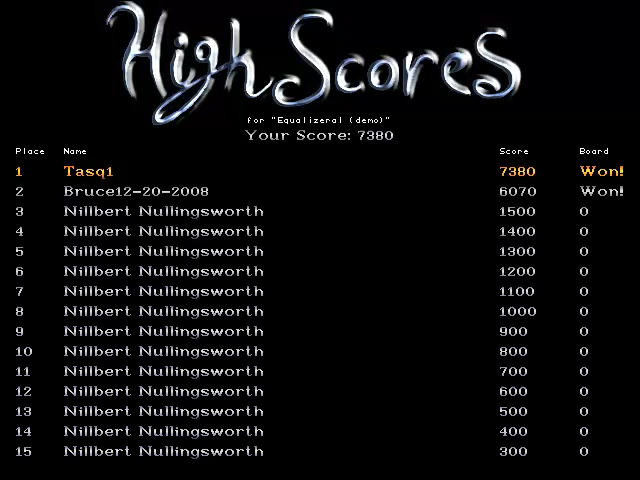 High Scores
for "Equalizeral (demo)"
Your Score: 7380
Place Name Score Board
1 Tasq1 7380 Won!
2 Bruce12-20-2008 6070 Won!
3 Nillbert Nullingsworth 1500 0
4 Nillbert Nullingsworth 1400 0
5 Nillbert Nullingsworth 1300 0
6 Nillbert Nullingsworth 1200 0
7 Nillbert Nullingsworth 1100 0
8 Nillbert Nullingsworth 1000 0
9 Nillbert Nullingsworth 900 0
10 Nillbert Nullingsworth 800 0
11 Nillbert Nullingsworth 700 0
12 Nillbert Nullingsworth 600 0
13 Nillbert Nullingsworth 500 0
14 Nillbert Nullingsworth 400 0
15 Nillbert Nullingsworth 300 0